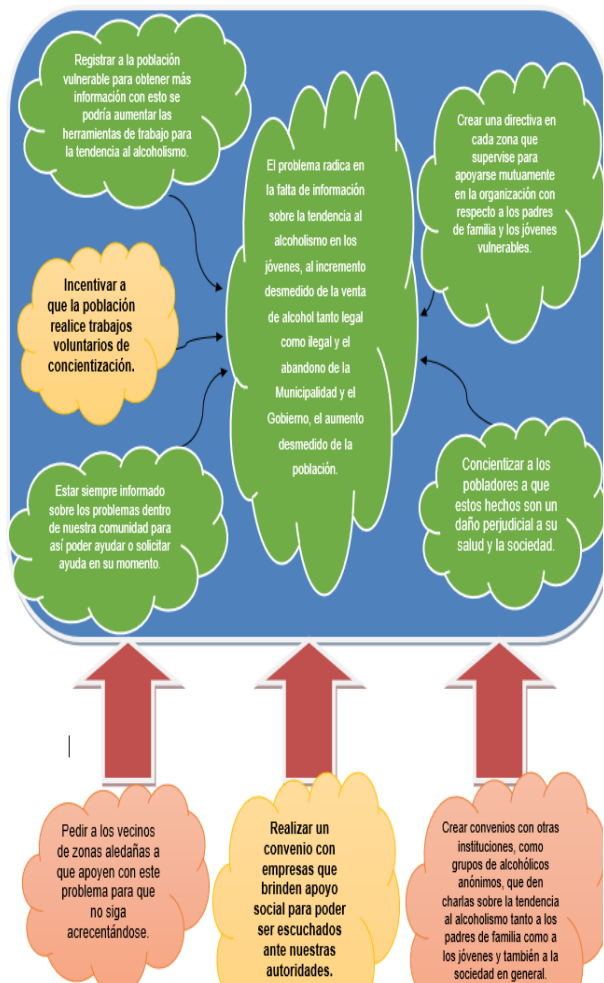 Registrar a la población
vulnerable para obtener más
información con esto se
podría aumentar las
herramientas de trabajo para
la tendencia al alcoholismo.
Incentivar a
que la población
realice trabajos
voluntarios de
concientización.
Estar siempre informado
sobre los problemas dentro
de nuestra comunidad para
así poder ayudar o solicitar
ayuda en su momento.
El problema radica en
la falta de información
sobre la tendencia al
alcoholismo en los
jóvenes, al incremento
desmedido de la venta
de alcohol tanto legal
como ilegal y el
abandono de la
Municipalidad y el
Gobierno, el aumento
desmedido de la
población.
Crear una directiva en
cada zona que
supervise para
apoyarse mutuamente
en la organización con
respecto a los padres
de familia y los jóvenes
vulnerables.
Concientizar a los
pobladores a que
estos hechos son un
daño perjudicial a su
salud y la sociedad.
Pedir a los vecinos
de zonas aledañas a
que apoyen con este
problema para que
no siga
acrecentándose.
Realizar un
convenio con
empresas que
brinden apoyo
social para poder
ser escuchados
ante nuestras
autoridades.
Crear convenios con otras
instituciones, como
grupos de alcohólicos
anónimos, que den
charlas sobre la tendencia
al alcoholismo tanto a los
padres de familia como a
los jóvenes y también a la
sociedad en general.